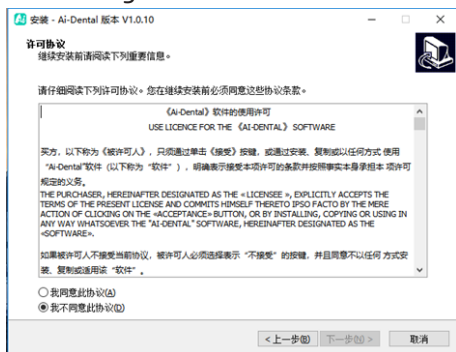 安装 - Ai-Dental 版本 V1.0.10
许可协议
继续安装前请阅读下列重要信息。
请仔细阅读下列许可协议。您在继续安装前必须同意这些协议条款。
《Ai-Dental》软件的使用许可
USE LICENCE FOR THE 《AI-DENTAL》 SOFTWARE
买方，以下称为《被许可人》，只须通过单击《接受》按键，或通过安装、复制或以任何方式 使用
“Ai-Dental”软件（以下称为“软件”），明确表示接受本项许可的条款并按照事实本身承担本 项许可
规定的义务。
THE PURCHASER, HEREINAFTER DESIGNATED AS THE « LICENSEE », EXPLICITLY ACCEPTS THE
TERMS OF THE PRESENT LICENSE AND COMMITS HIMSELF THERETO IPSO FACTO BY THE MERE
ACTION OF CLICKING ON THE «ACCEPTANCE» BUTTON, OR BY INSTALLING, COPYING OR USING IN
ANY WAY WHATSOEVER THE "AI-DENTAL" SOFTWARE, HEREINAFTER DESIGNATED AS THE
«SOFTWARE».
如果被许可人不接受当前协议，被许可人必须选择表示“不接受”的按键，并且同意不以任何 方式安
装、复制或适用该“软件”。
我同意此协议(A)
我不同意此协议(D)
<上一步(B) 下一步(N) > 取消